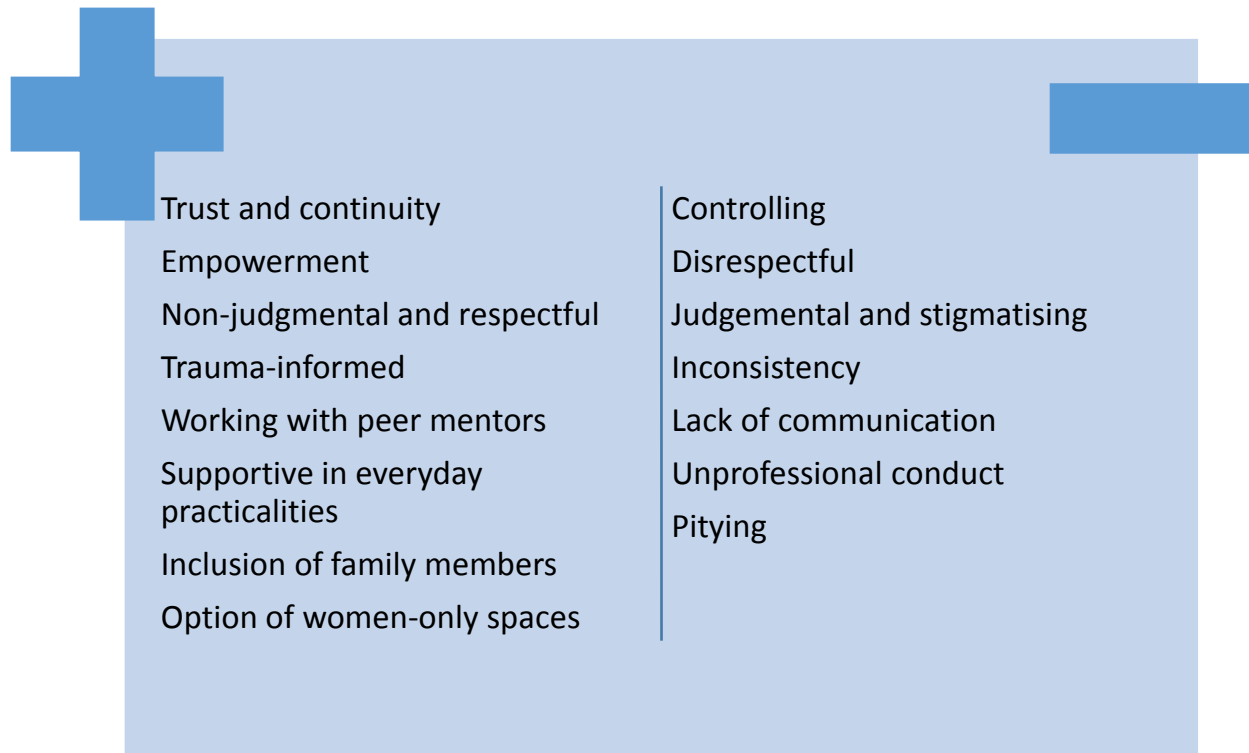 Trust and continuity
Empowerment
Non-judgmental and respectful
Trauma-informed
Working with peer mentors
Supportive in everyday
practicalities
Inclusion of family members
Option of women-only spaces
Controlling
Disrespectful
Judgemental and stigmatising
Inconsistency
Lack of communication
Unprofessional conduct
Pitying